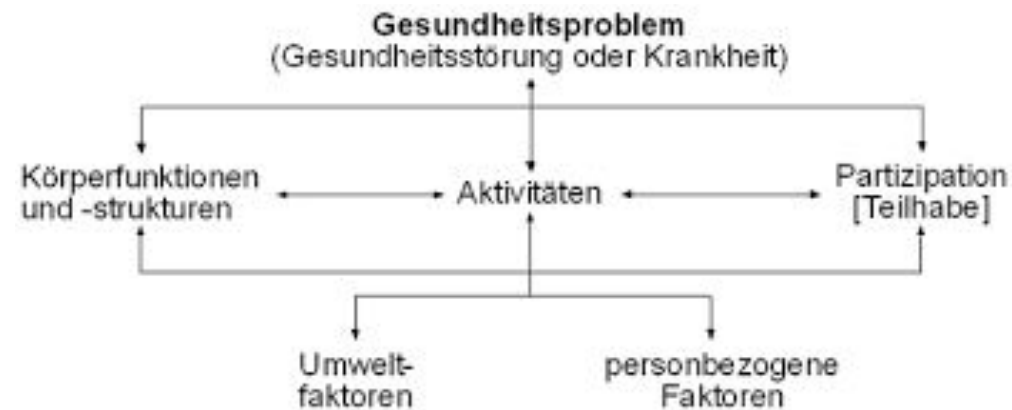 Gesundheitsproblem
(Gesundheitsstörung oder Krankheit)
Körperfunktionen
und -strukturen
Aktivitäten
Partizipation
[Teilhabe]
Umwelt-
faktoren
personbezogene
Faktoren